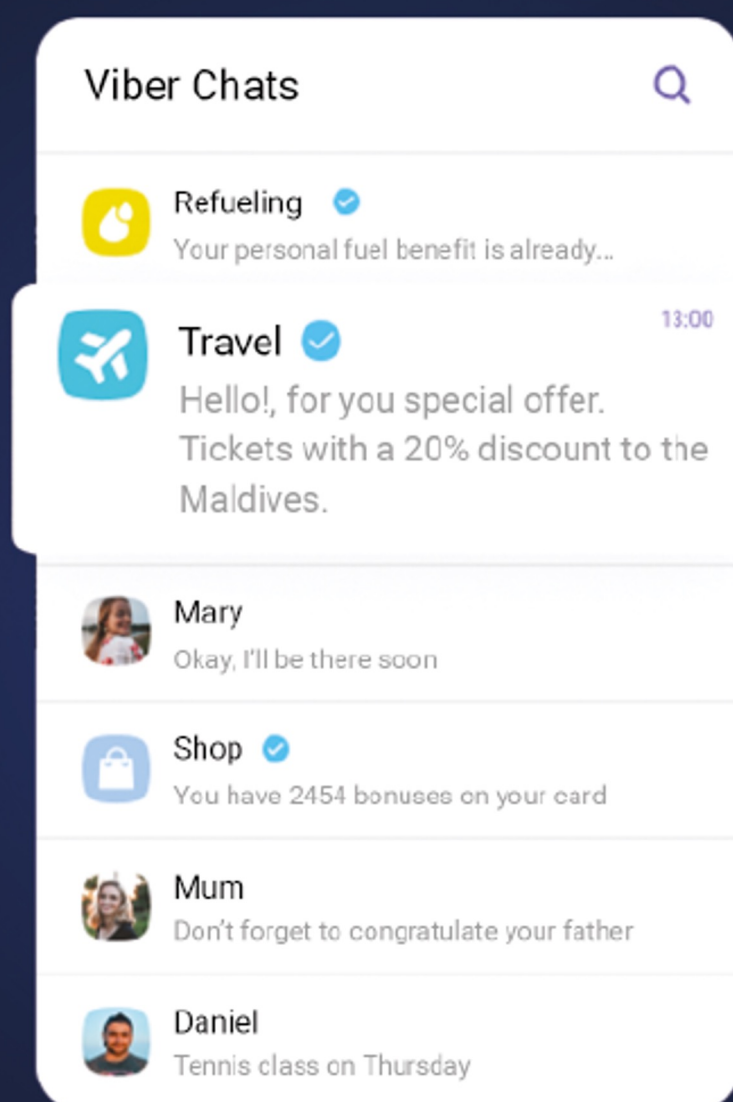 Viber Chats
Refueling
Your personal fuel benefit is already...
13:00
Travel
Hello!, for you special offer.
Tickets with a 20% discount to the
Maldives.
Mary
Okay, I'll be there soon
Shop
You have 2454 bonuses on your card
Mum
Don't forget to congratulate your father
Daniel
Tennis class on Thursday